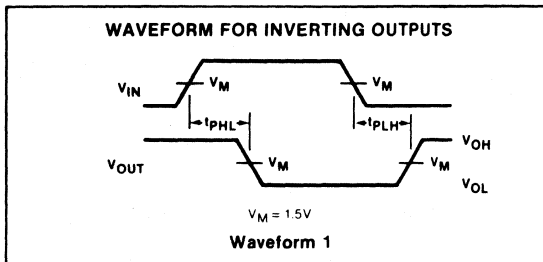 WAVEFORM FOR INVERTING OUTPUTS
VIN
VM
VM
tPHL
tPLH
VOH
VOUT
VM
VM
VOL
VM = 1.5V
Waveform 1